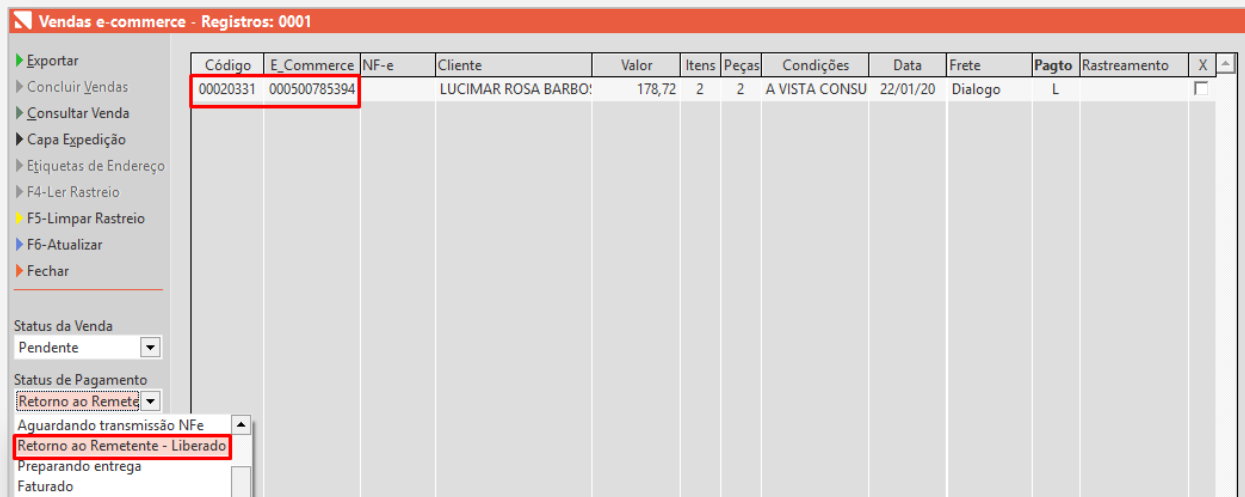 Vendas e-commerce - Registros: 0001
Exportar
Concluir Vendas
Consultar Venda
Capa Expedição
Etiquetas de Endereço
F4-Ler Rastreio
F5-Limpar Rastreio
F6-Atualizar
Fechar
Status da Venda
Pendente
Status de Pagamento
Retorno ao Remete
Aguardando transmissão NFe
Retorno ao Remetente - Liberado
Preparando entrega
Faturado
Código E_Commerce NF-e Cliente Valor Itens Peças Condições Data Frete Pagto Rastreamento X
00020331 000500785394 LUCIMAR ROSA BARBO 178,72 2 2 A VISTA CONSU 22/01/20 Dialogo L